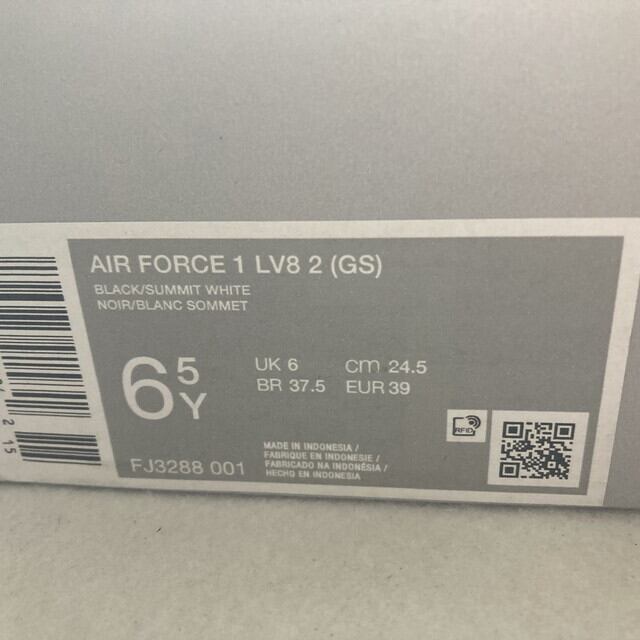 AIR FORCE 1 LV8 2 (GS)
BLACK/SUMMIT WHITE
NOIR/BLANC SOMMET
6 5 Y
UK 6 cm 24.5
BR 37.5 EUR 39
FJ3288 001
MADE IN INDONESIA /
FABRIQUE EN INDONESIE /
FABRICADO NA INDONÉSIA /
HECHO EN INDONESIA
RFID
2 15